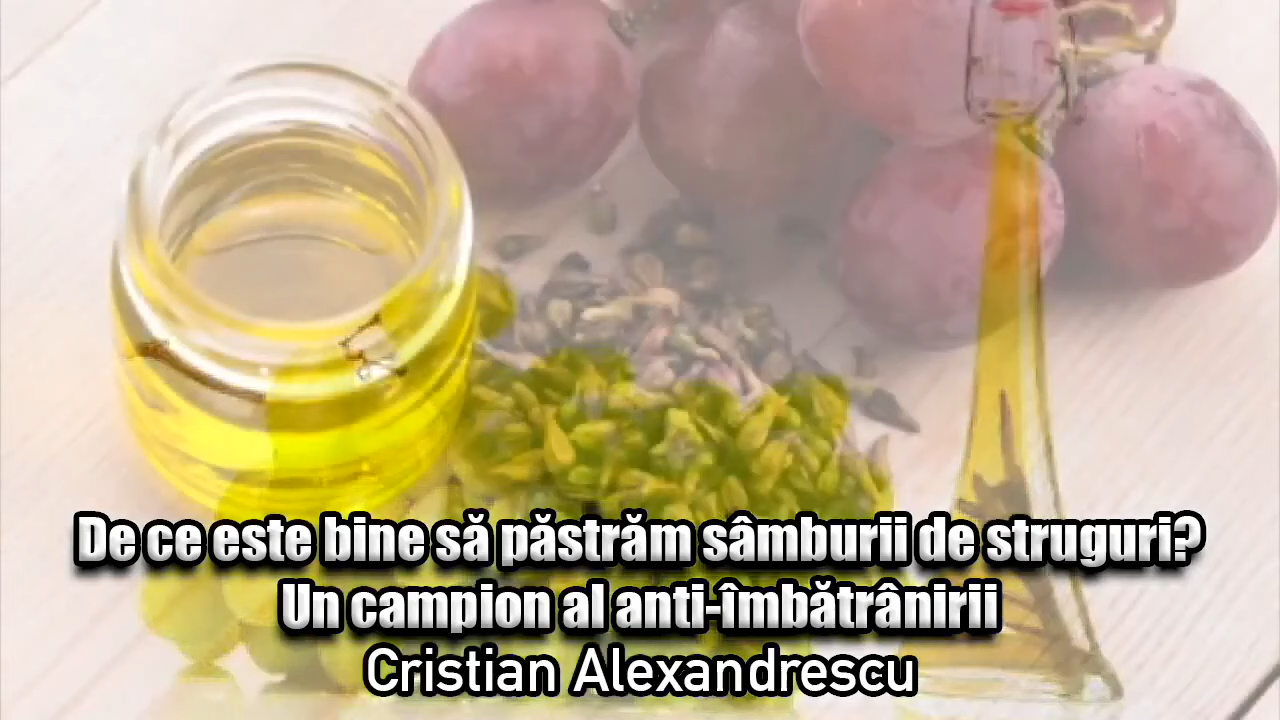 De ce este bine să păstrăm sâmburii de struguri?
Un campion al anti-îmbătrânirii
Cristian Alexandrescu